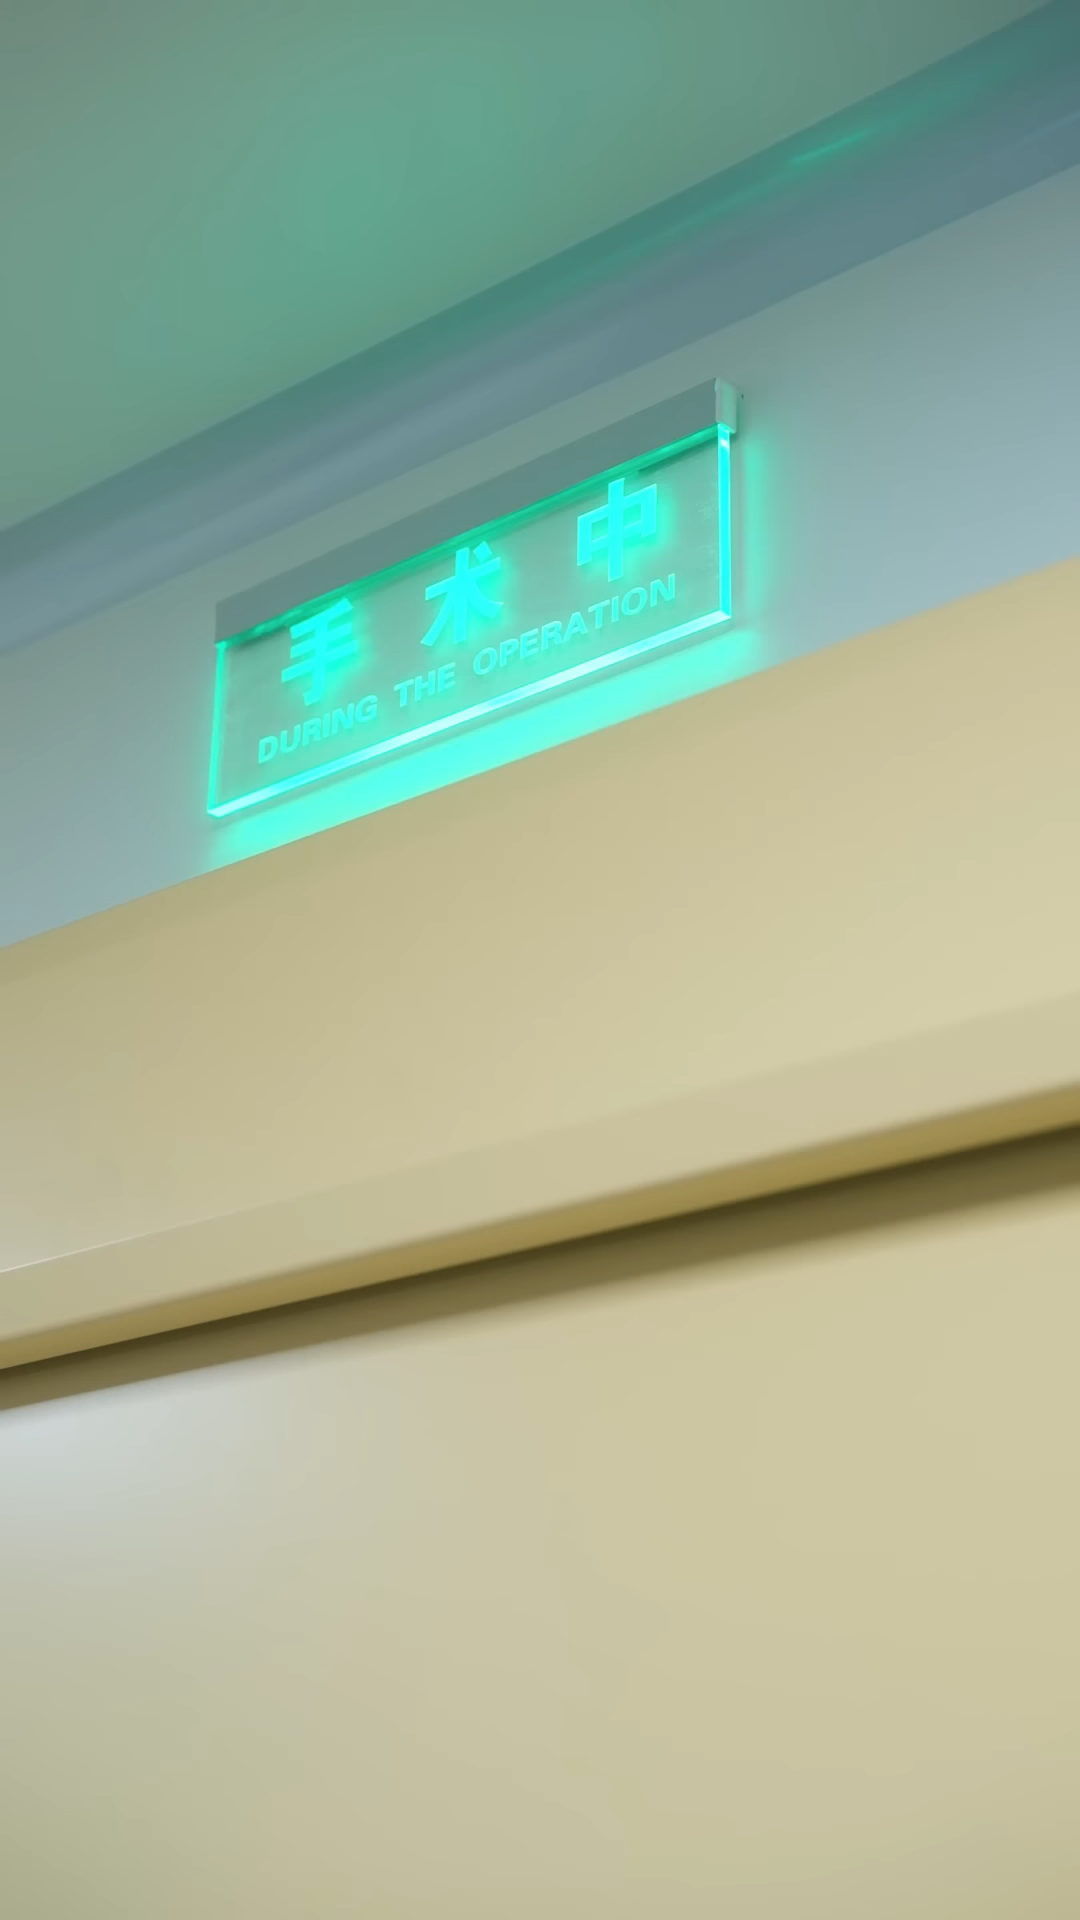 手术中
DURING THE OPERATION